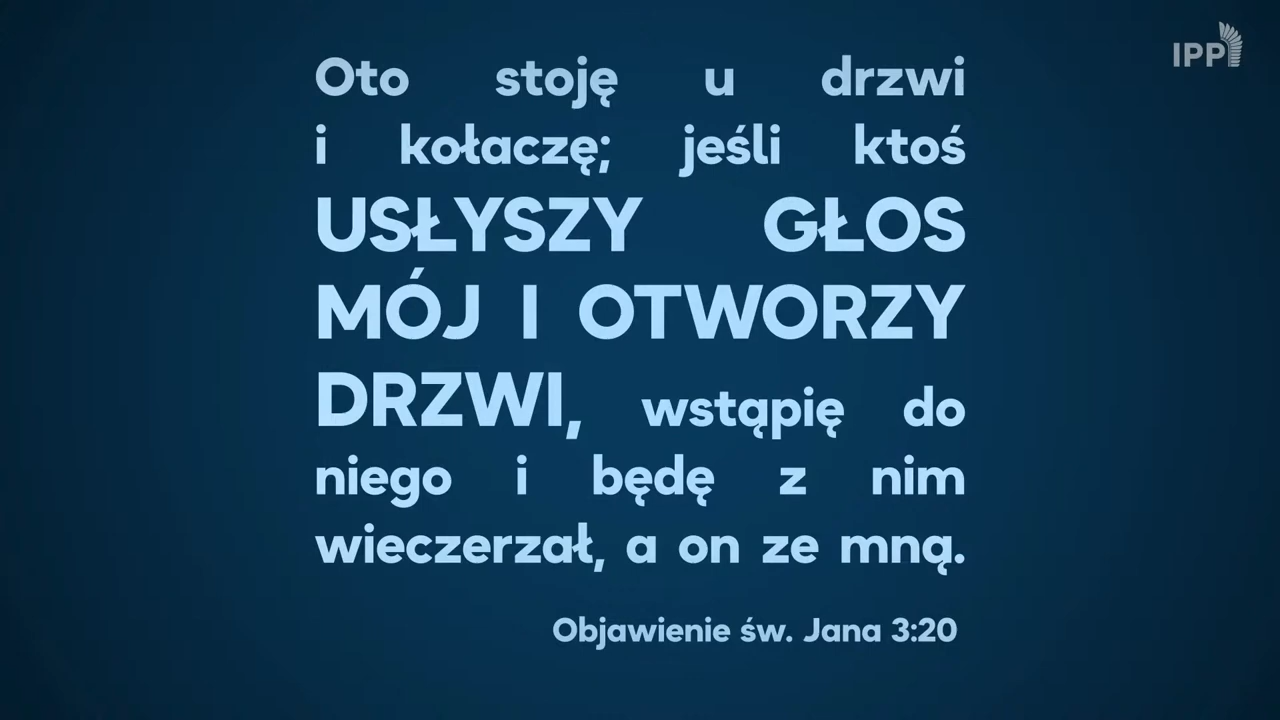 IPP
Oto stoję u drzwi
i kołaczę; jeśli ktoś
USŁYSZY GŁOS
MÓJ I OTWORZY
DRZWI, wstąpię do
niego i będę z nim
wieczerzał, a on ze mną.
Objawienie św. Jana 3:20